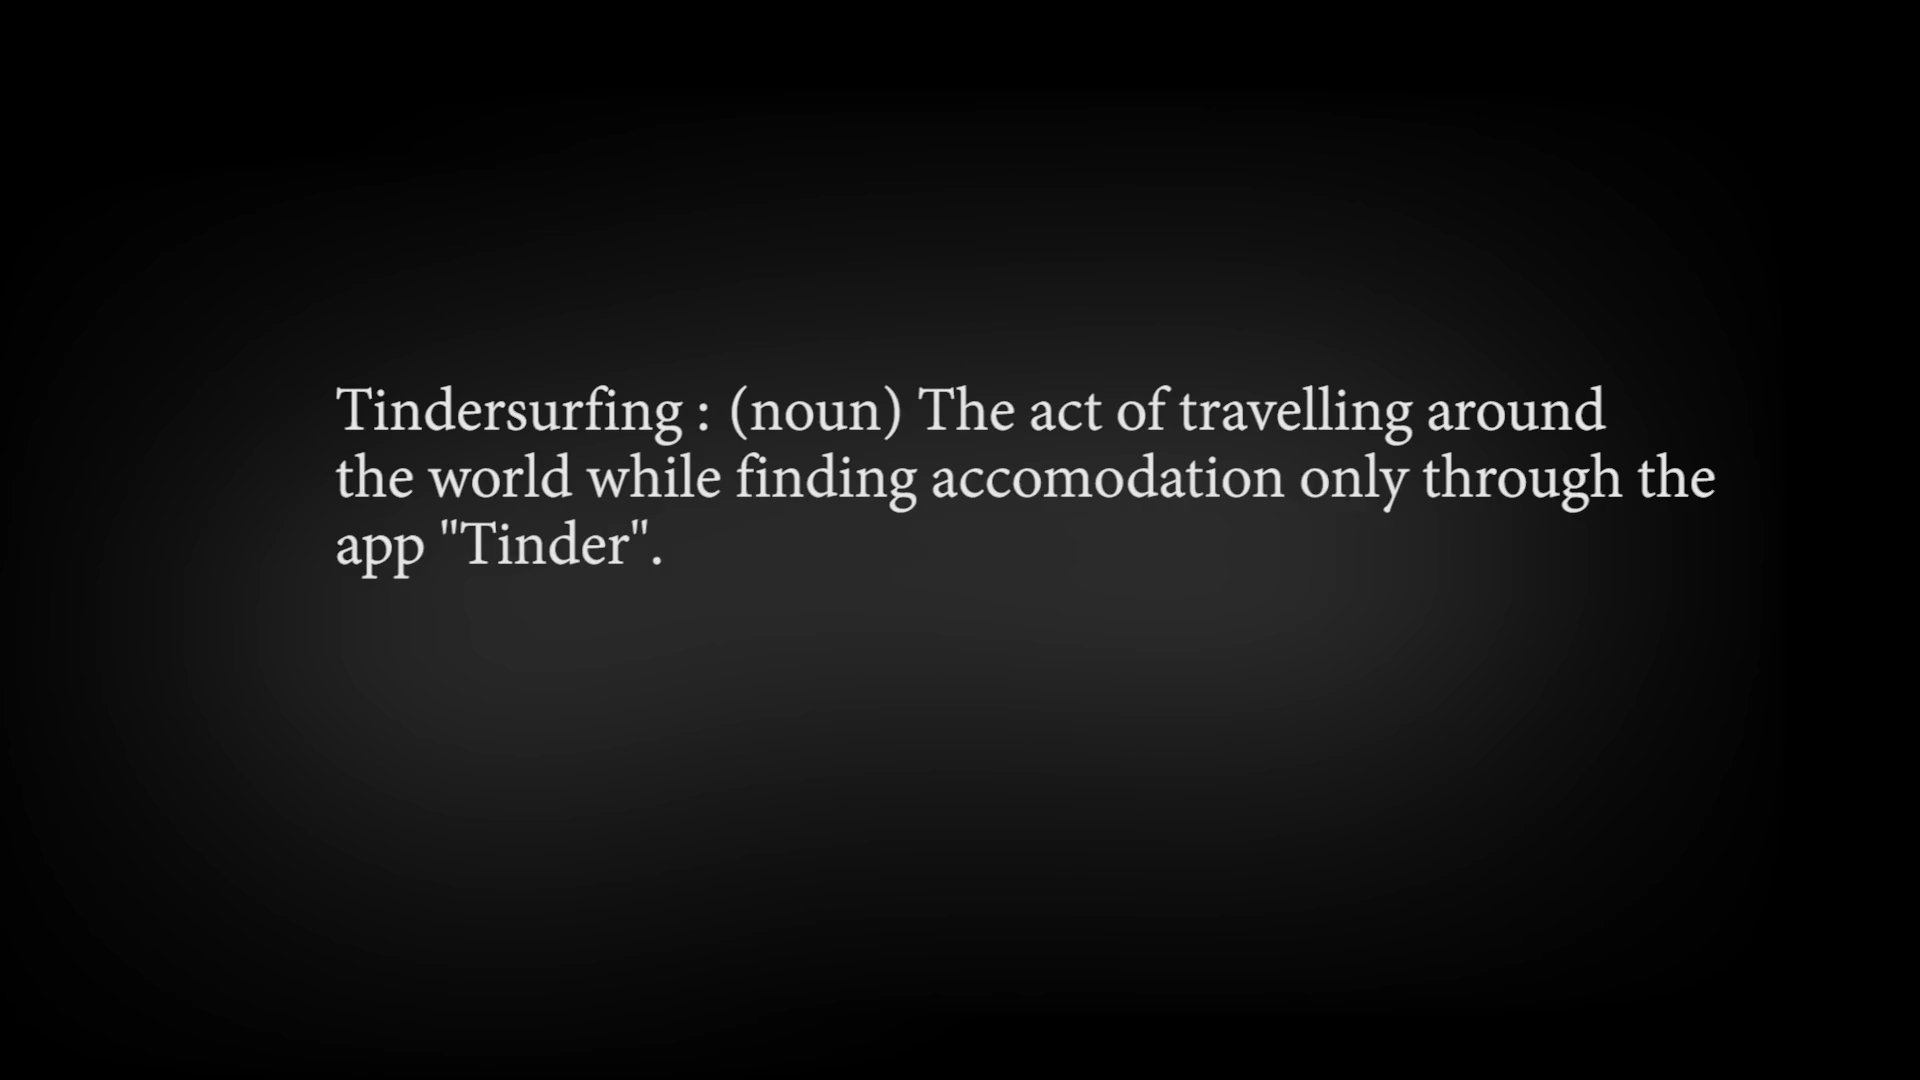 Tindersurfing : (noun) The act of travelling around
the world while finding accomodation only through the
app "Tinder".